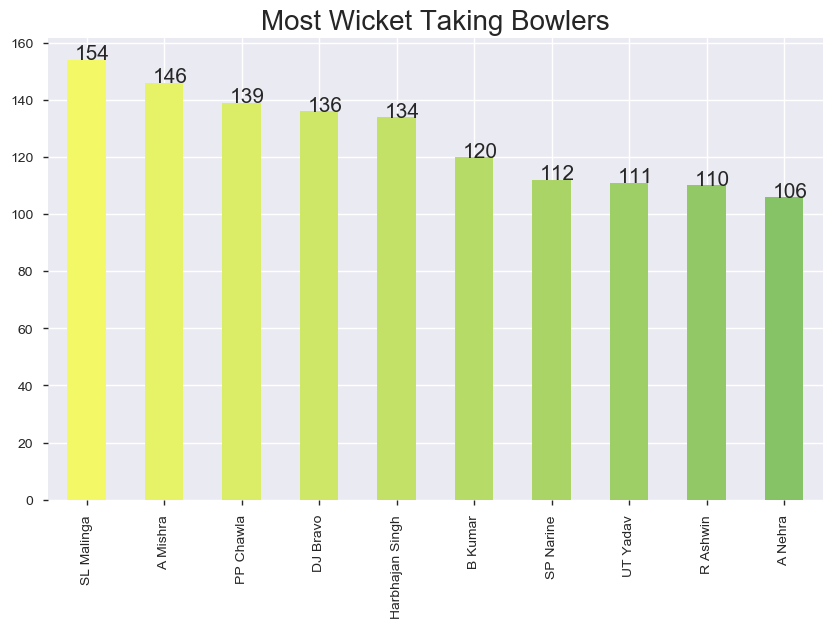 Most Wicket Taking Bowlers
160
140
120
100
80
60
40
20
0
154
146
139
136
134
120
112
111
110
106
SL Malinga
A Mishra
PP Chawla
DJ Bravo
Harbhajan Singh
B Kumar
SP Narine
UT Yadav
R Ashwin
A Nehra